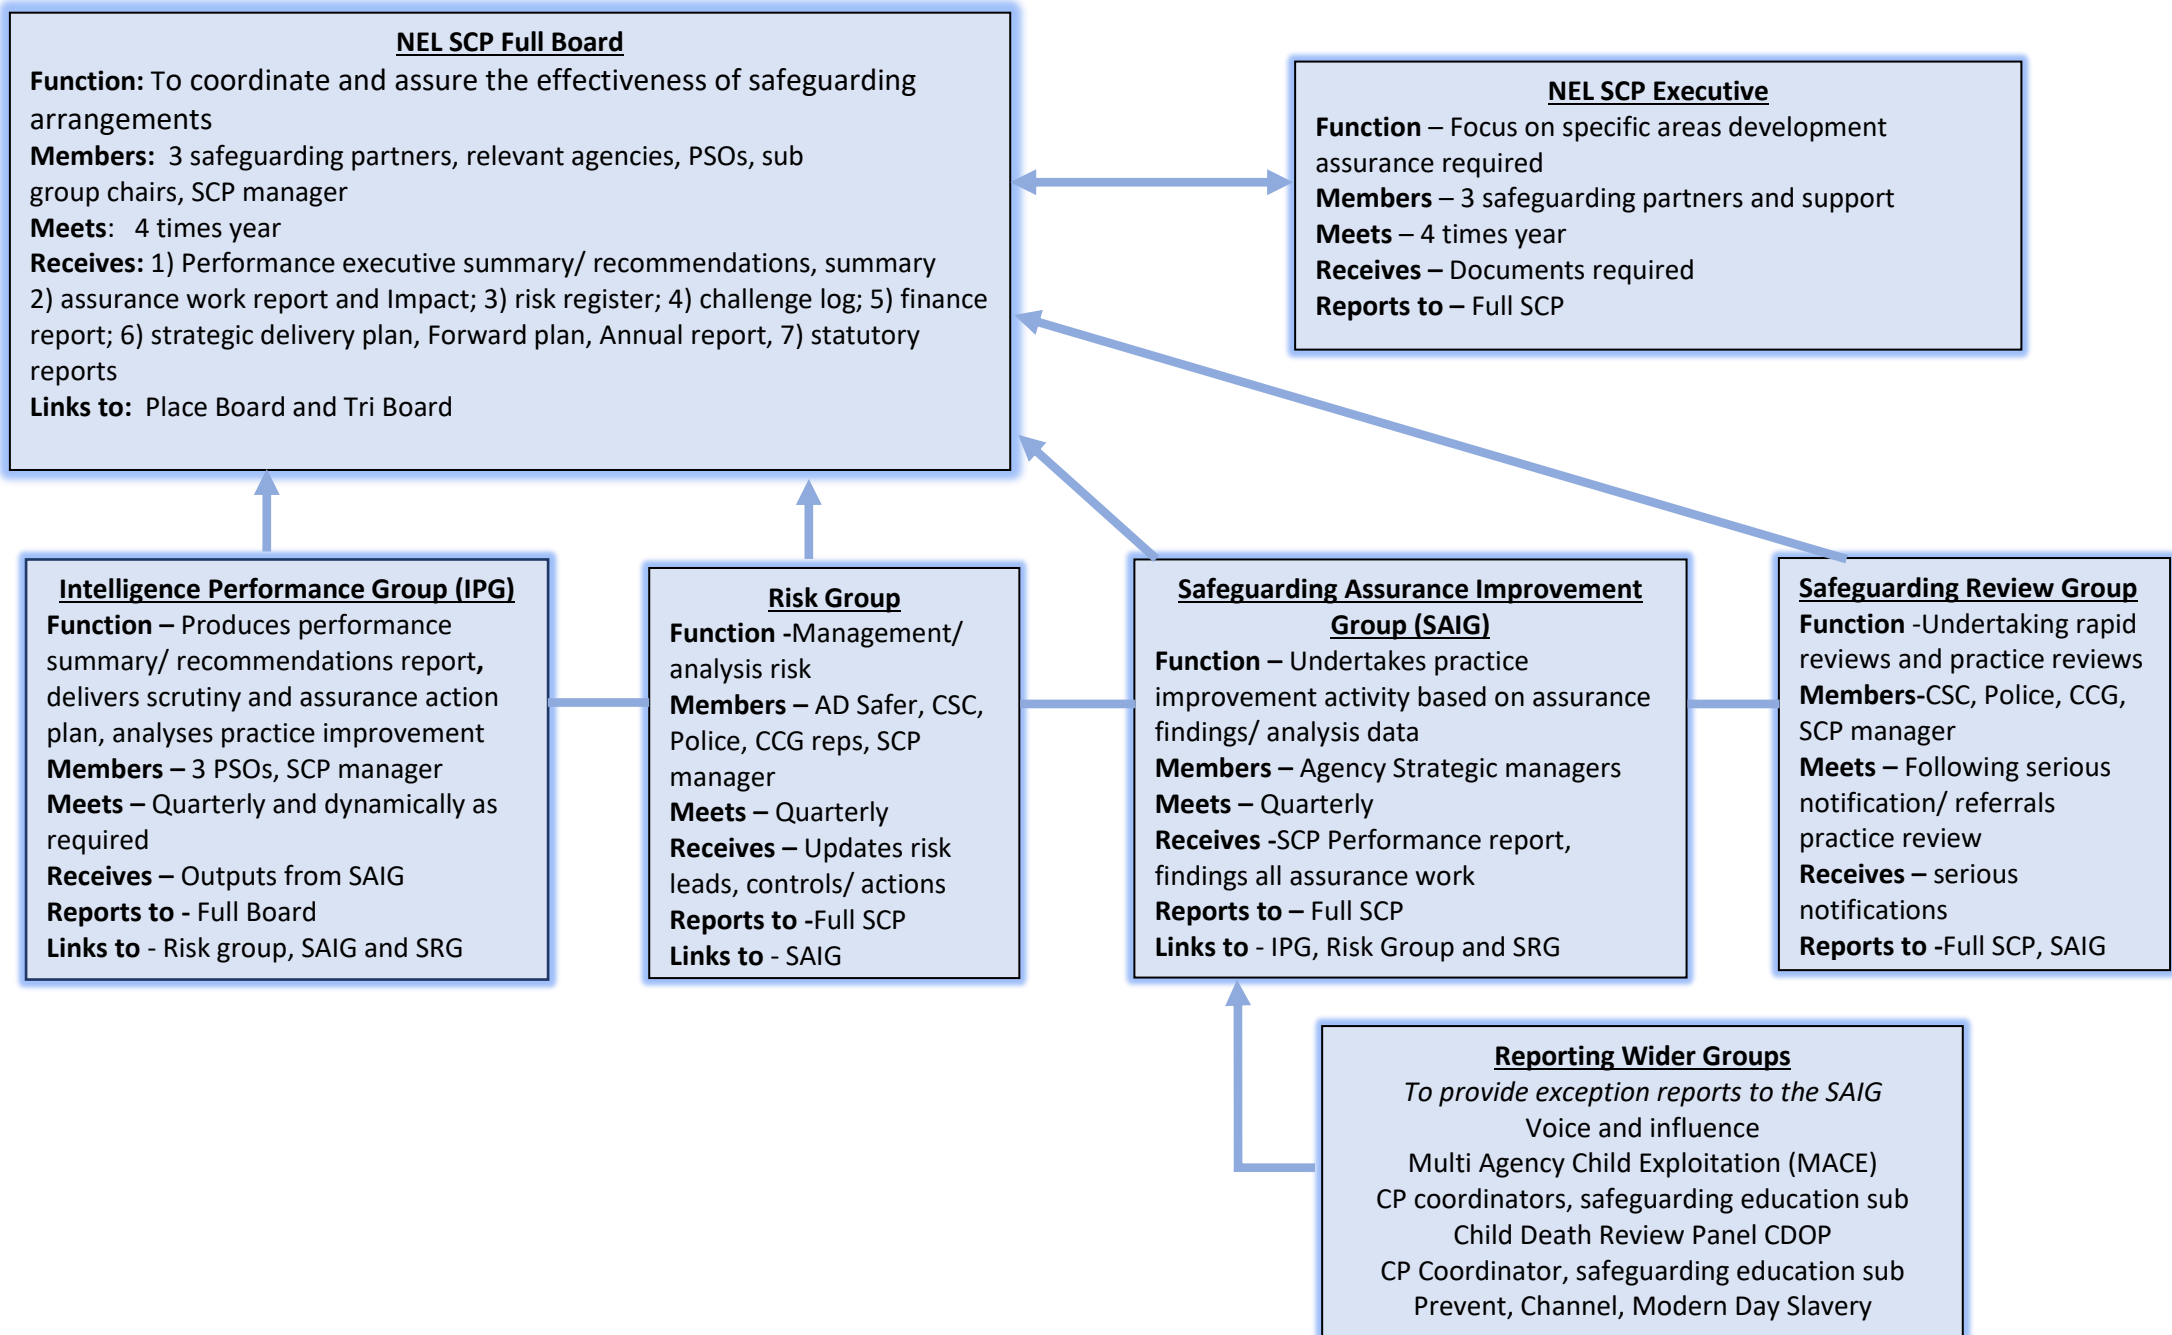 NEL SCP Full Board
Function: To coordinate and assure the effectiveness of safeguarding
arrangements
Members:  3 safeguarding partners, relevant agencies, PSOs, sub
group chairs, SCP manager
Meets:   4 times year
Receives: 1) Performance executive summary/ recommendations, summary
2) assurance work report and Impact; 3) risk register; 4) challenge log; 5) finance
report; 6) strategic delivery plan, Forward plan, Annual report, 7) statutory
reports
Links to:  Place Board and Tri Board
NEL SCP Executive
Function – Focus on specific areas development
assurance required
Members – 3 safeguarding partners and support
Meets – 4 times year
Receives – Documents required
Reports to – Full SCP
Intelligence Performance Group (IPG)
Function – Produces performance
summary/ recommendations report,
delivers scrutiny and assurance action
plan, analyses practice improvement
Members – 3 PSOs, SCP manager
Meets – Quarterly and dynamically as
required
Receives – Outputs from SAIG
Reports to - Full Board
Links to - Risk group, SAIG and SRG
Risk Group
Function -Management/
analysis risk
Members – AD Safer, CSC,
Police, CCG reps, SCP
manager
Meets – Quarterly
Receives – Updates risk
leads, controls/ actions
Reports to -Full SCP
Links to - SAIG
Safeguarding Assurance Improvement
Group (SAIG)
Function – Undertakes practice
improvement activity based on assurance
findings/ analysis data
Members – Agency Strategic managers
Meets – Quarterly
Receives -SCP Performance report,
findings all assurance work
Reports to – Full SCP
Links to - IPG, Risk Group and SRG
Safeguarding Review Group
Function -Undertaking rapid
reviews and practice reviews
Members-CSC, Police, CCG,
SCP manager
Meets – Following serious
notification/ referrals
practice review
Receives – serious
notifications
Reports to -Full SCP, SAIG
Reporting Wider Groups
To provide exception reports to the SAIG
Voice and influence
Multi Agency Child Exploitation (MACE)
CP coordinators, safeguarding education sub
Child Death Review Panel CDOP
CP Coordinator, safeguarding education sub
Prevent, Channel, Modern Day Slavery